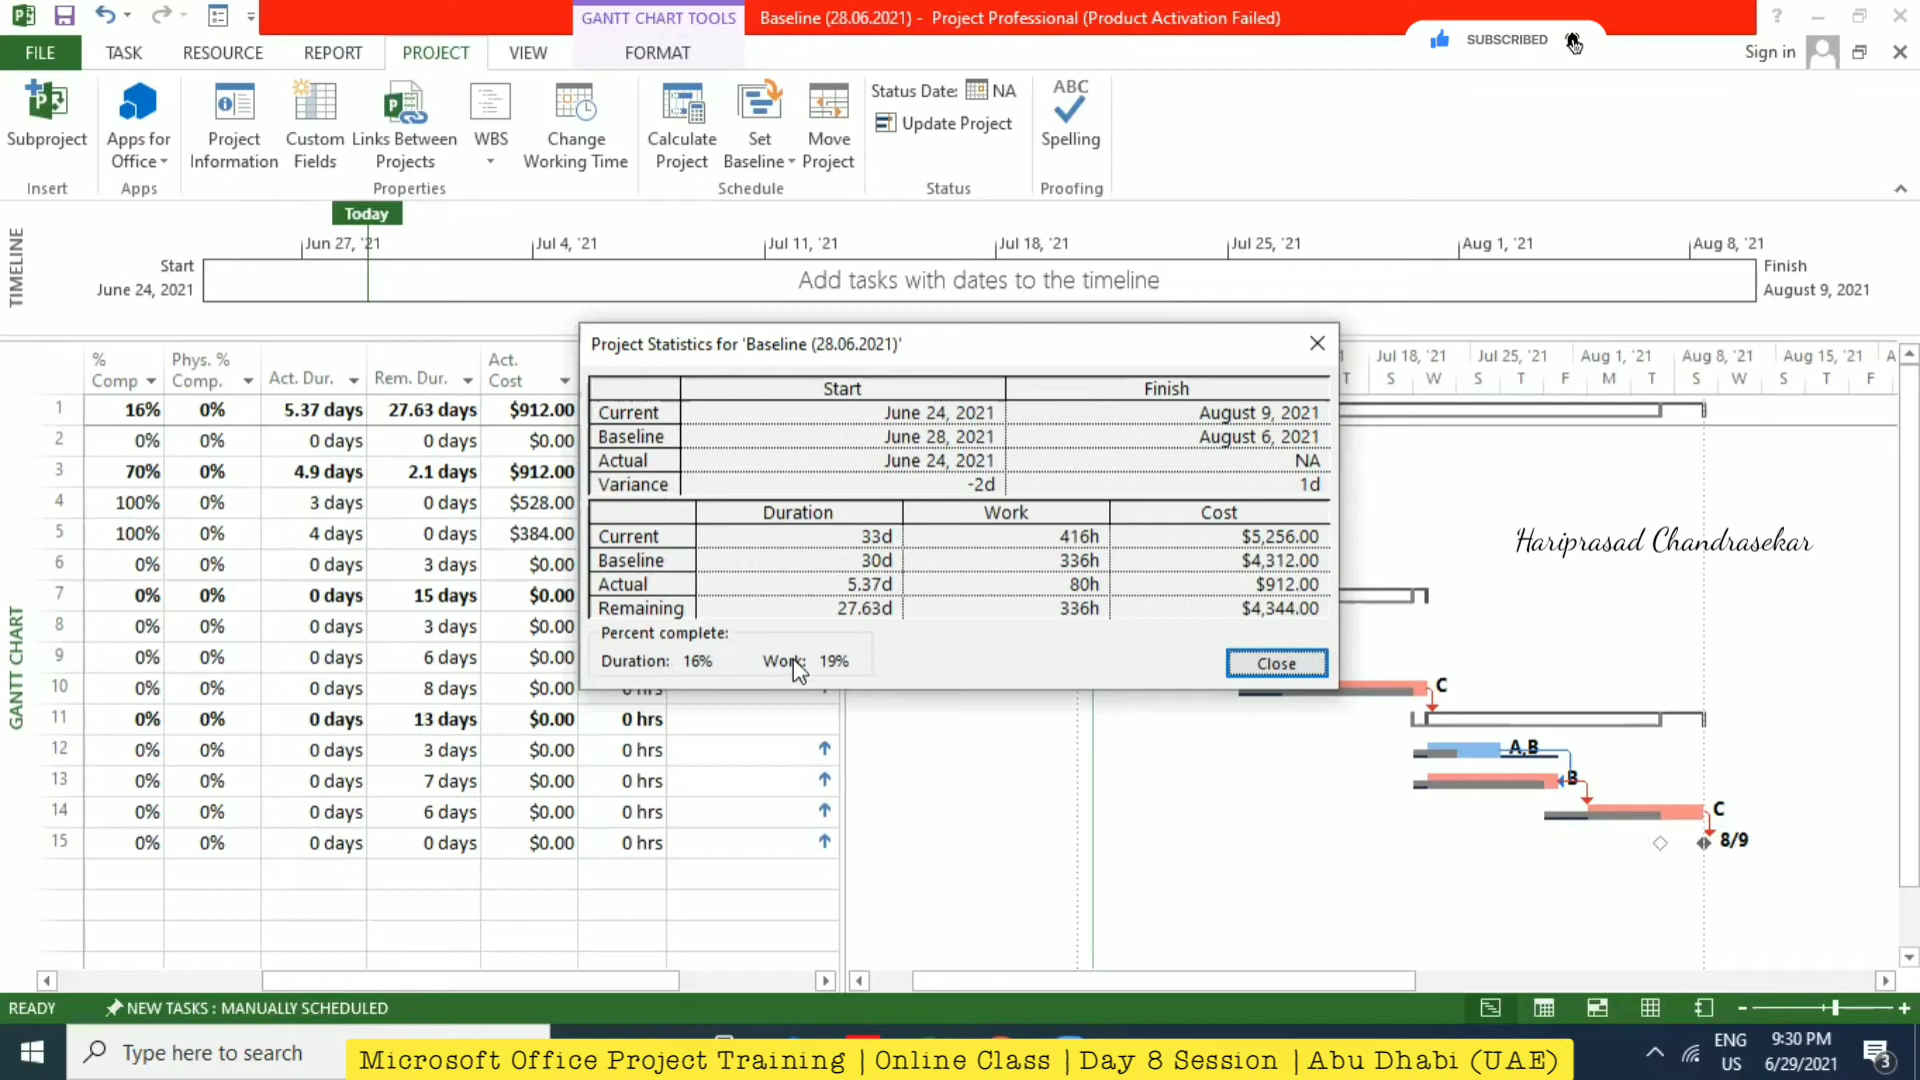 GANTT CHART TOOLS
Baseline (28.06.2021) - Project Professional (Product Activation Failed)
SUBSCRIBED
FILE TASK RESOURCE REPORT PROJECT VIEW FORMAT
Sign in
Subproject
Apps for Office
Project Information
Custom Fields
Links Between Projects
WBS
Change Working Time
Calculate Project
Set Baseline
Move Project
Status Date: NA
Update Project
ABC
Spelling
Insert Apps Properties Schedule Status Proofing
Today
TIMELINE
Jun 27, '21 Jul 4, '21 Jul 11, '21 Jul 18, '21 Jul 25, '21 Aug 1, '21 Aug 8, '21
Start
June 24, 2021
Add tasks with dates to the timeline
Finish
August 9, 2021
Project Statistics for 'Baseline (28.06.2021)'
Start Finish
Current June 24, 2021 August 9, 2021
Baseline June 28, 2021 August 6, 2021
Actual June 24, 2021 NA
Variance -2d 1d
Duration Work Cost
Current 33d 416h $5,256.00
Baseline 30d 336h $4,312.00
Actual 5.37d 80h $912.00
Remaining 27.63d 336h $4,344.00
Percent complete:
Duration: 16% Work: 19%
Close
GANTT CHART
% Comp Phys. % Comp. Act. Dur. Rem. Dur. Act. Cost
1 16% 0% 5.37 days 27.63 days $912.00
2 0% 0% 0 days 0 days $0.00
3 70% 0% 4.9 days 2.1 days $912.00
4 100% 0% 3 days 0 days $528.00
5 100% 0% 4 days 0 days $384.00
6 0% 0% 0 days 3 days $0.00
7 0% 0% 0 days 15 days $0.00
8 0% 0% 0 days 3 days $0.00
9 0% 0% 0 days 6 days $0.00
10 0% 0% 0 days 8 days $0.00
11 0% 0% 0 days 13 days $0.00 0 hrs
12 0% 0% 0 days 3 days $0.00 0 hrs
13 0% 0% 0 days 7 days $0.00 0 hrs
14 0% 0% 0 days 6 days $0.00 0 hrs
15 0% 0% 0 days 0 days $0.00 0 hrs
Jul 18, '21 Jul 25, '21 Aug 1, '21 Aug 8, '21 Aug 15, '21 A
T S W S T F M T S W S T F
Hariprasad Chandrasekar
C
A,B
B
C
8/9
READY NEW TASKS : MANUALLY SCHEDULED
Type here to search
Microsoft Office Project Training | Online Class | Day 8 Session | Abu Dhabi (UAE)
ENG
US
9:30 PM
6/29/2021
3